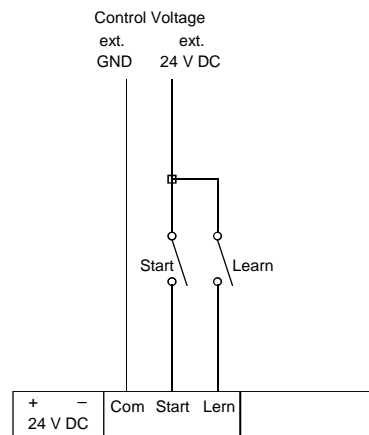 Control Voltage
ext. ext.
GND 24 V DC
Start Learn
+ – Com Start Lern
24 V DC